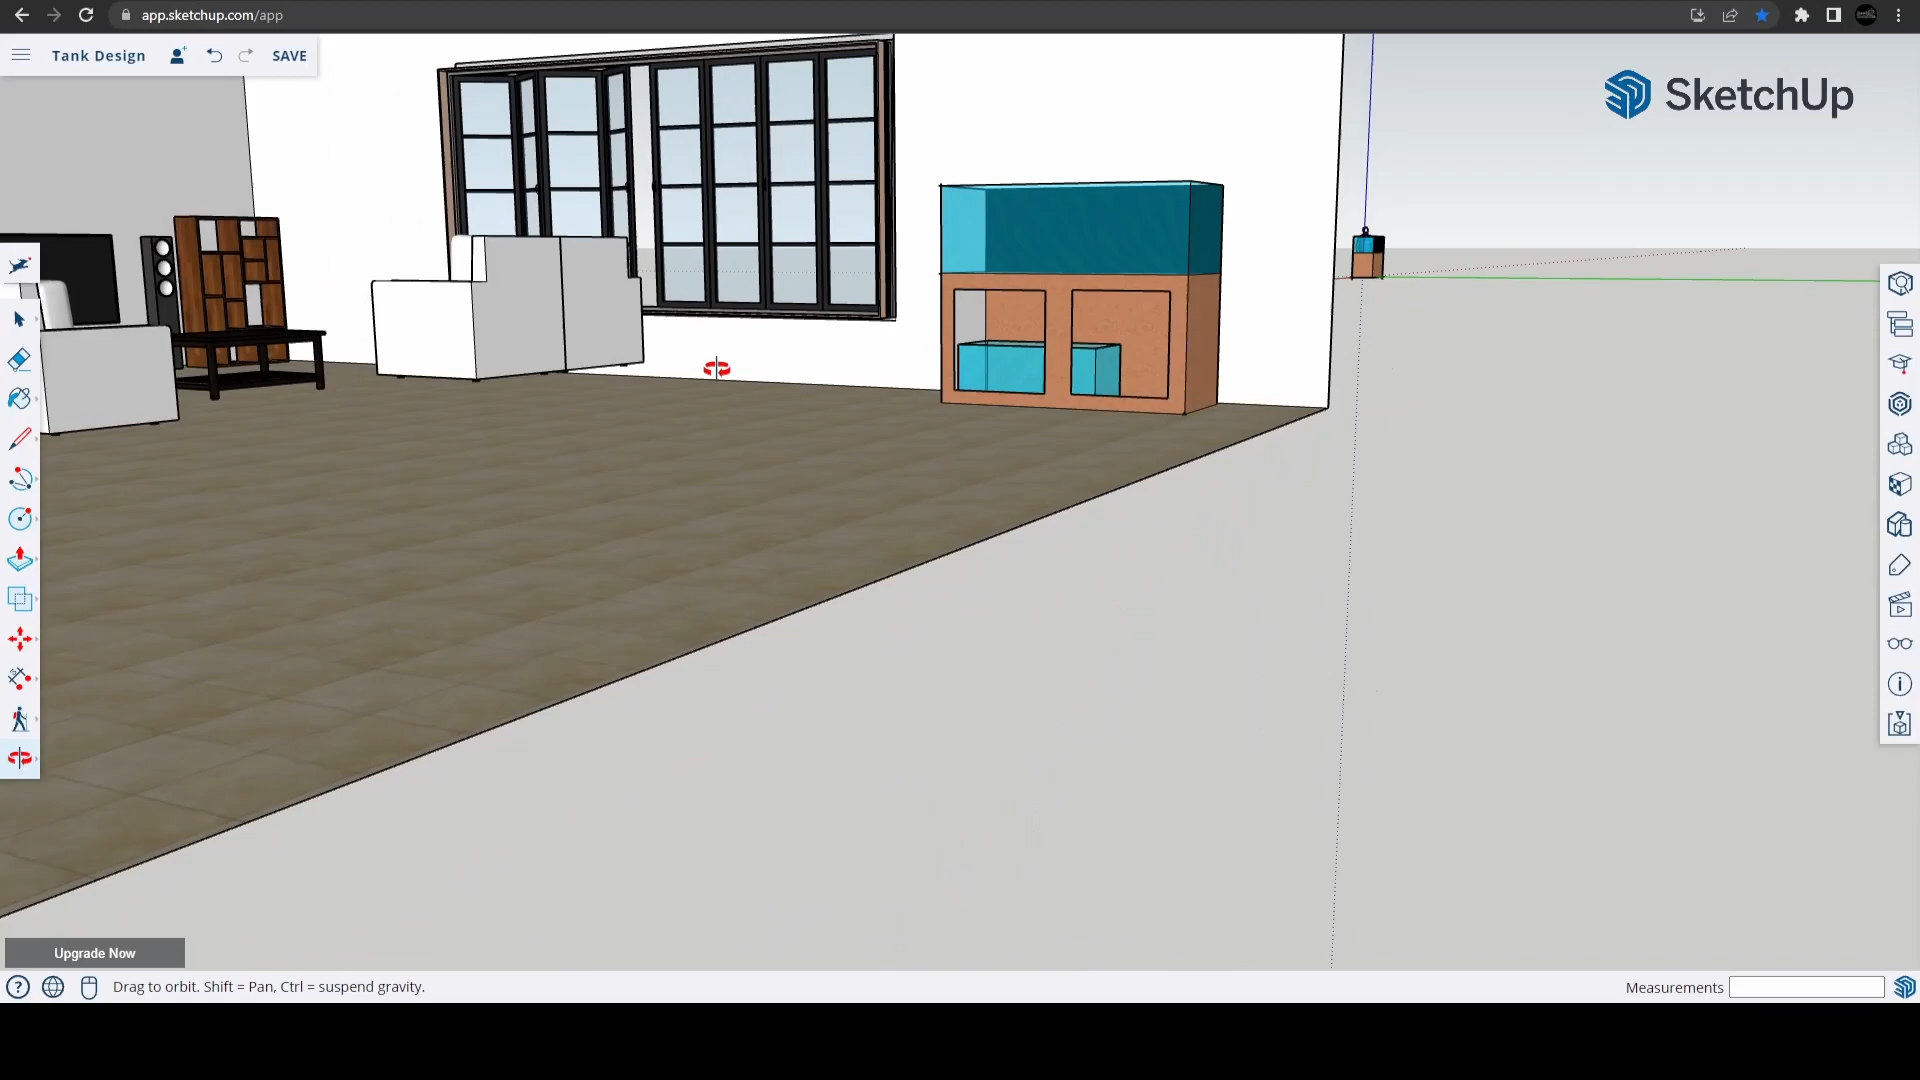 app.sketchup.com/app
Tank Design
SAVE
SketchUp
Upgrade Now
Drag to orbit. Shift = Pan, Ctrl = suspend gravity.
Measurements